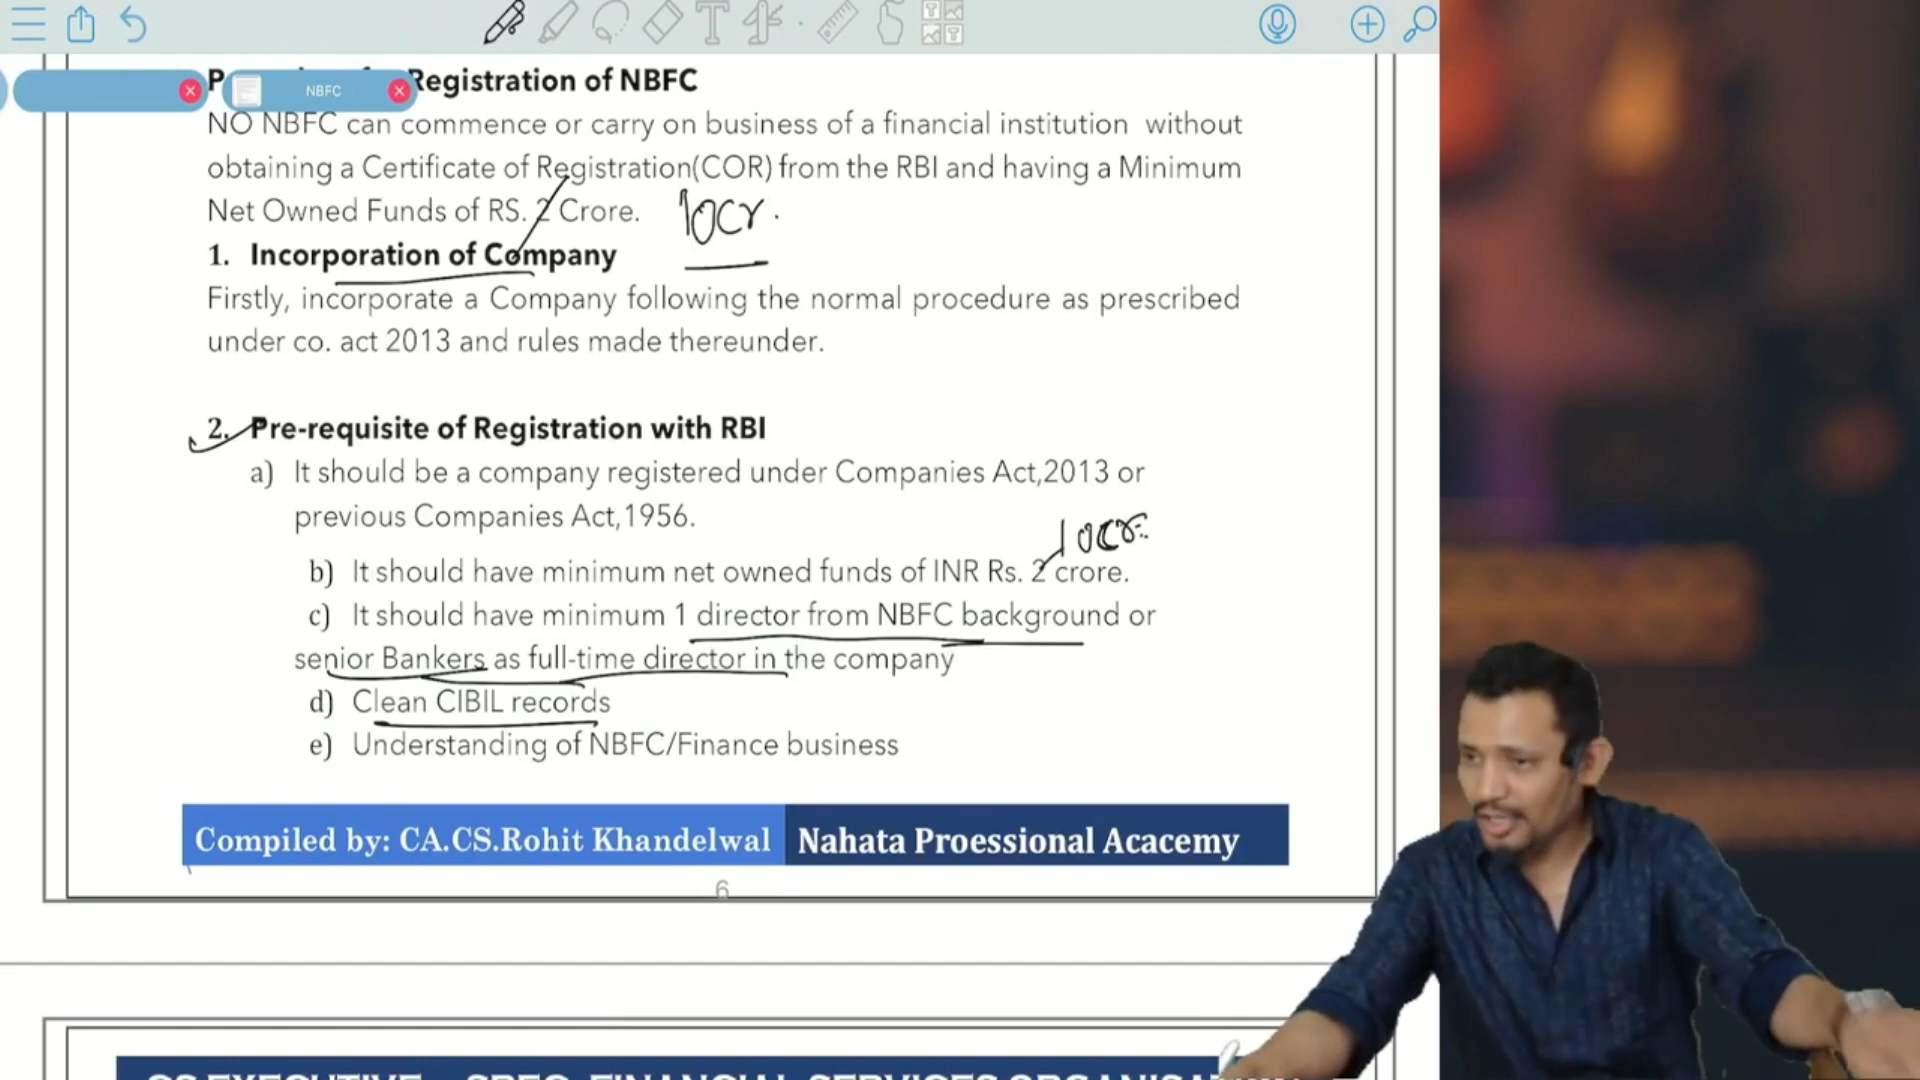 Registration of NBFC
NBFC
NO NBFC can commence or carry on business of a financial institution without
obtaining a Certificate of Registration(COR) from the RBI and having a Minimum
Net Owned Funds of RS. 2 Crore. 10cr.
1. Incorporation of Company
Firstly, incorporate a Company following the normal procedure as prescribed
under co. act 2013 and rules made thereunder.
2. Pre-requisite of Registration with RBI
a) It should be a company registered under Companies Act,2013 or
previous Companies Act,1956.
10cr.
b) It should have minimum net owned funds of INR Rs. 2 crore.
c) It should have minimum 1 director from NBFC background or
senior Bankers as full-time director in the company
d) Clean CIBIL records
e) Understanding of NBFC/Finance business
Compiled by: CA.CS.Rohit Khandelwal Nahata Proessional Acacemy
6